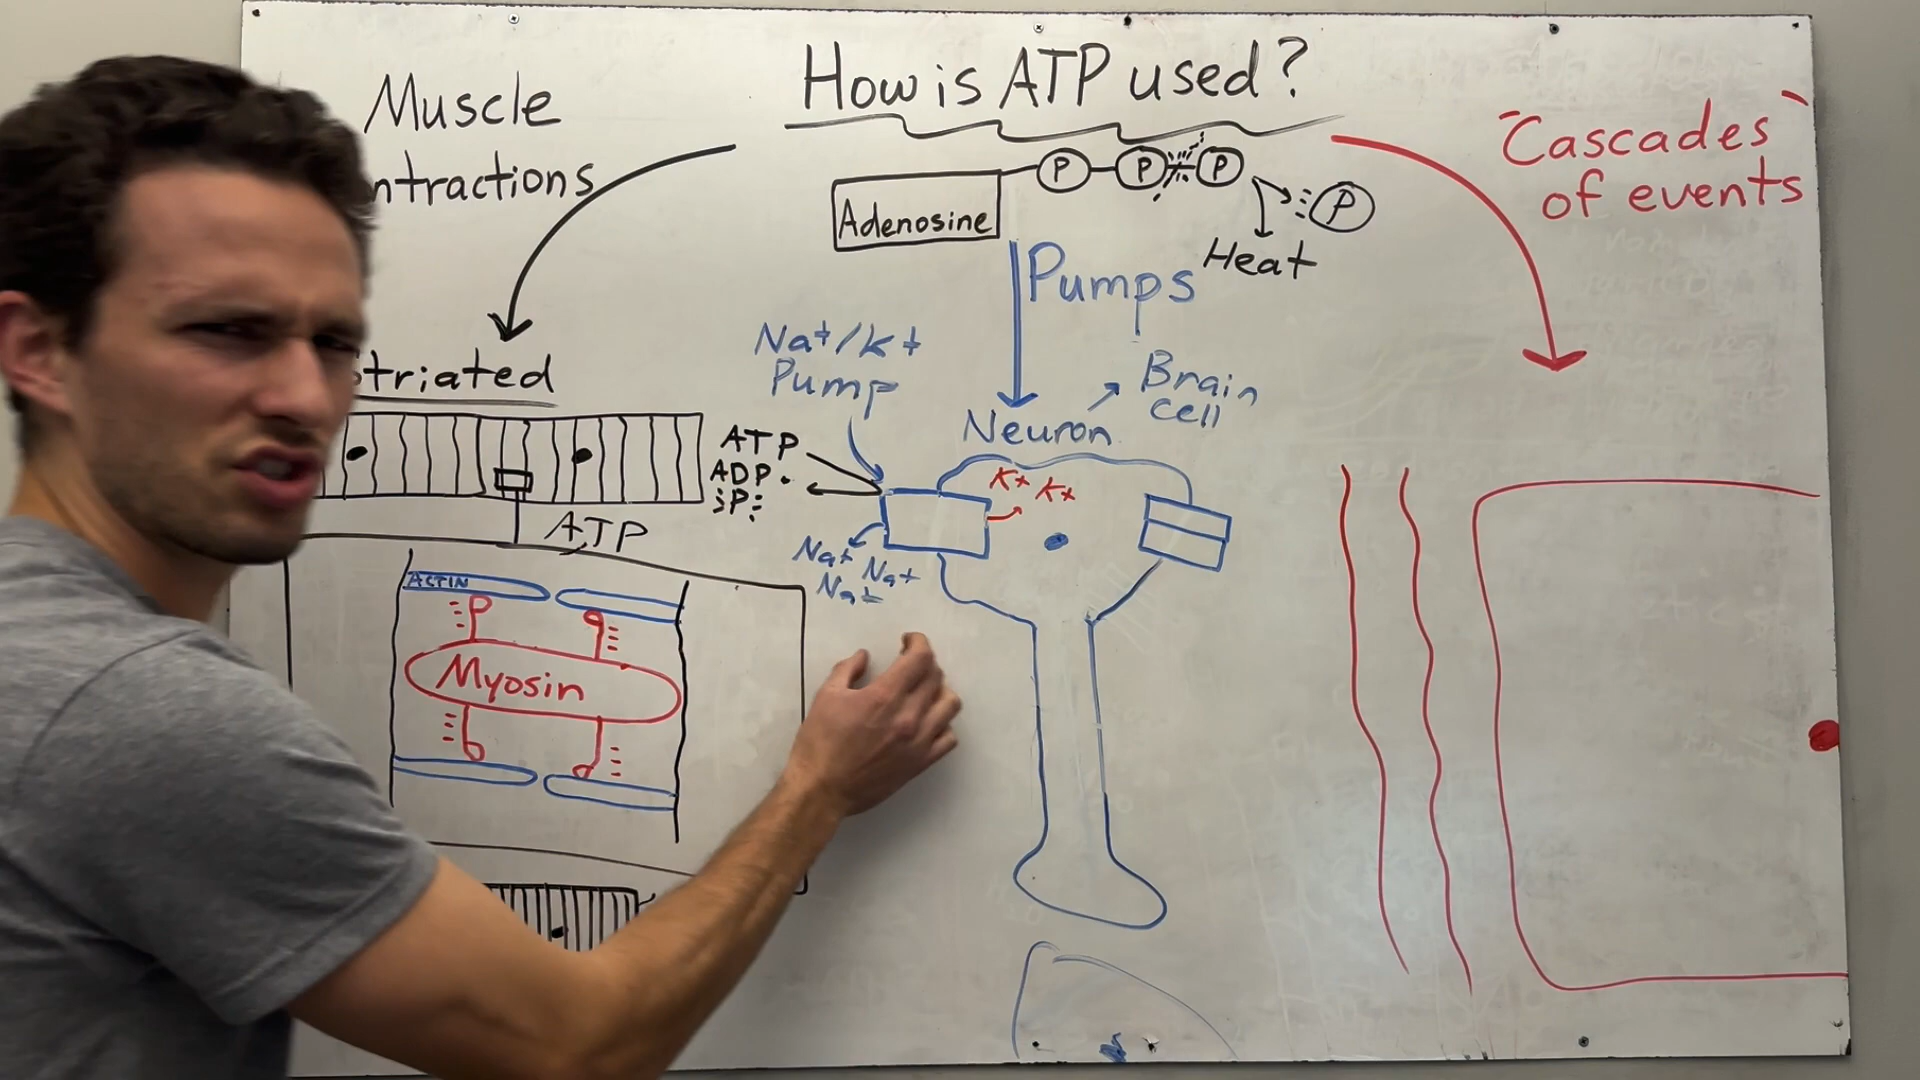 How is ATP used?
Muscle
ntractions
Adenosine
P
P
P
P
Heat
triated
ATP
ACTIN
Myosin
Pumps
Na+/K+
Pump
Brain
cell
Neuron
ATP
ADP
P
K+ K+
Na+ Na+
Na+
Cascades
of events